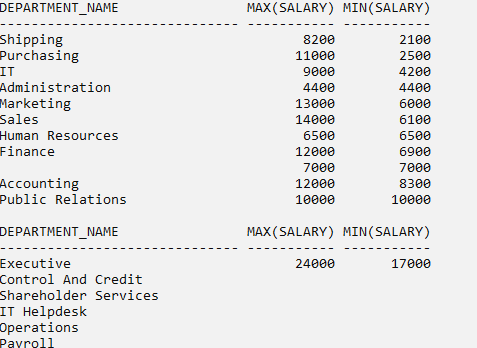 DEPARTMENT_NAME MAX(SALARY) MIN(SALARY)
------------------------------ ----------- -----------
Shipping 8200 2100
Purchasing 11000 2500
IT 9000 4200
Administration 4400 4400
Marketing 13000 6000
Sales 14000 6100
Human Resources 6500 6500
Finance 12000 6900
7000 7000
Accounting 12000 8300
Public Relations 10000 10000
DEPARTMENT_NAME MAX(SALARY) MIN(SALARY)
------------------------------ ----------- -----------
Executive 24000 17000
Control And Credit
Shareholder Services
IT Helpdesk
Operations
Payroll